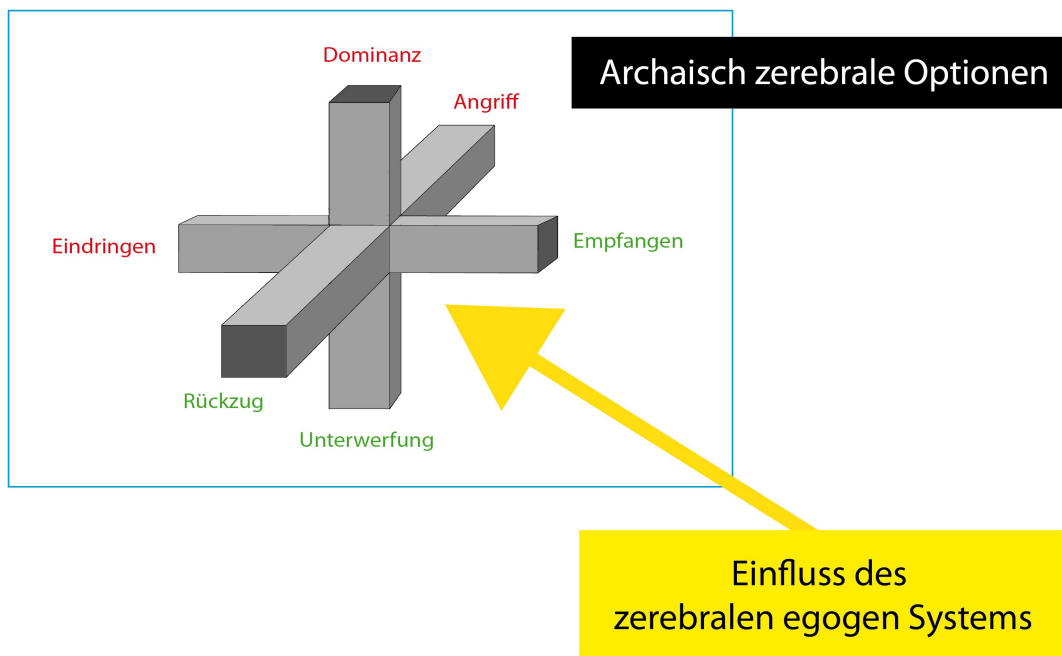 Dominanz
Archaisch zerebrale Optionen
Angriff
Eindringen
Empfangen
Rückzug
Unterwerfung
Einfluss des
zerebralen egogen Systems